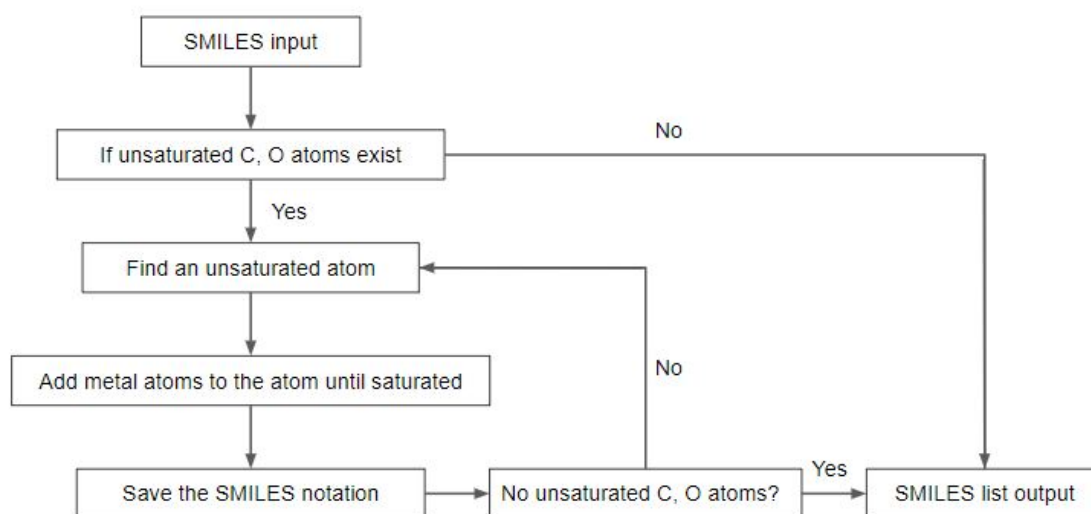 SMILES input
No
If unsaturated C, O atoms exist
Yes
Find an unsaturated atom
No
Add metal atoms to the atom until saturated
Yes
Save the SMILES notation
No unsaturated C, O atoms?
SMILES list output